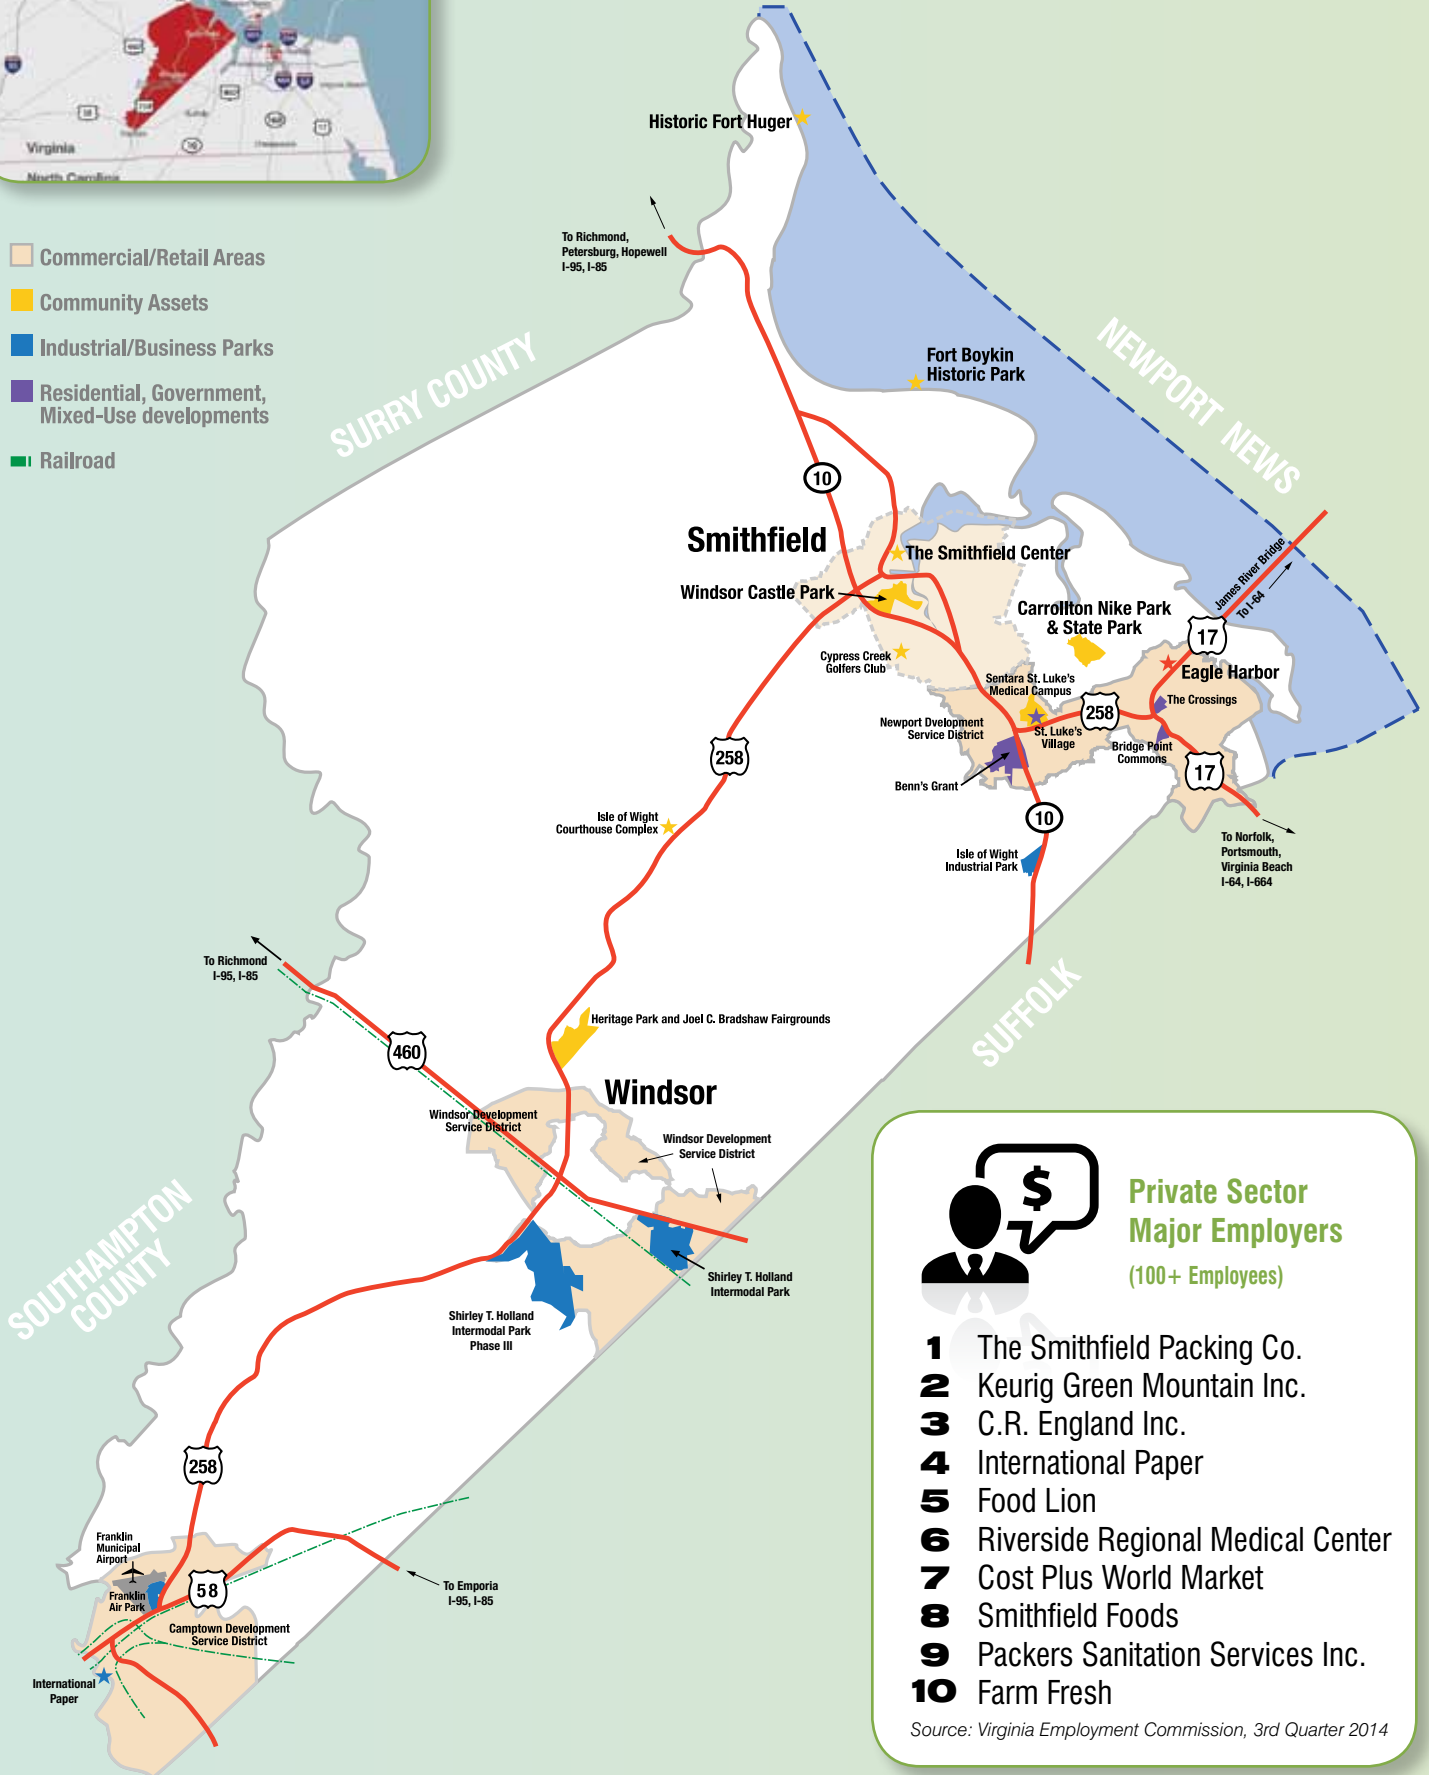 Virginia
North Carolina
Commercial/Retail Areas
Community Assets
Industrial/Business Parks
Residential, Government,
Mixed-Use developments
Railroad
Historic Fort Huger
To Richmond,
Petersburg, Hopewell
I-95, I-85
SURRY COUNTY
NEWPORT NEWS
Fort Boykin
Historic Park
10
Smithfield
The Smithfield Center
Windsor Castle Park
James River Bridge
To I-64
Carrollton Nike Park
& State Park
17
Cypress Creek
Golfers Club
Eagle Harbor
Sentara St. Luke's
Medical Campus
The Crossings
258
Newport Dvelopment
Service District
St. Luke's
Village
Bridge Point
Commons
258
17
Benn's Grant
Isle of Wight
Courthouse Complex
10
To Norfolk,
Portsmouth,
Virginia Beach
I-64, I-664
Isle of Wight
Industrial Park
To Richmond
I-95, I-85
SUFFOLK
Heritage Park and Joel C. Bradshaw Fairgrounds
460
Windsor
Windsor Development
Service District
Windsor Development
Service District
SOUTHAMPTON
COUNTY
Shirley T. Holland
Intermodal Park
Shirley T. Holland
Intermodal Park
Phase III
258
Franklin
Municipal
Airport
Franklin
Air Park
58
To Emporia
I-95, I-85
Camptown Development
Service District
International
Paper
$
Private Sector
Major Employers
(100+ Employees)
1 The Smithfield Packing Co.
2 Keurig Green Mountain Inc.
3 C.R. England Inc.
4 International Paper
5 Food Lion
6 Riverside Regional Medical Center
7 Cost Plus World Market
8 Smithfield Foods
9 Packers Sanitation Services Inc.
10 Farm Fresh
Source: Virginia Employment Commission, 3rd Quarter 2014